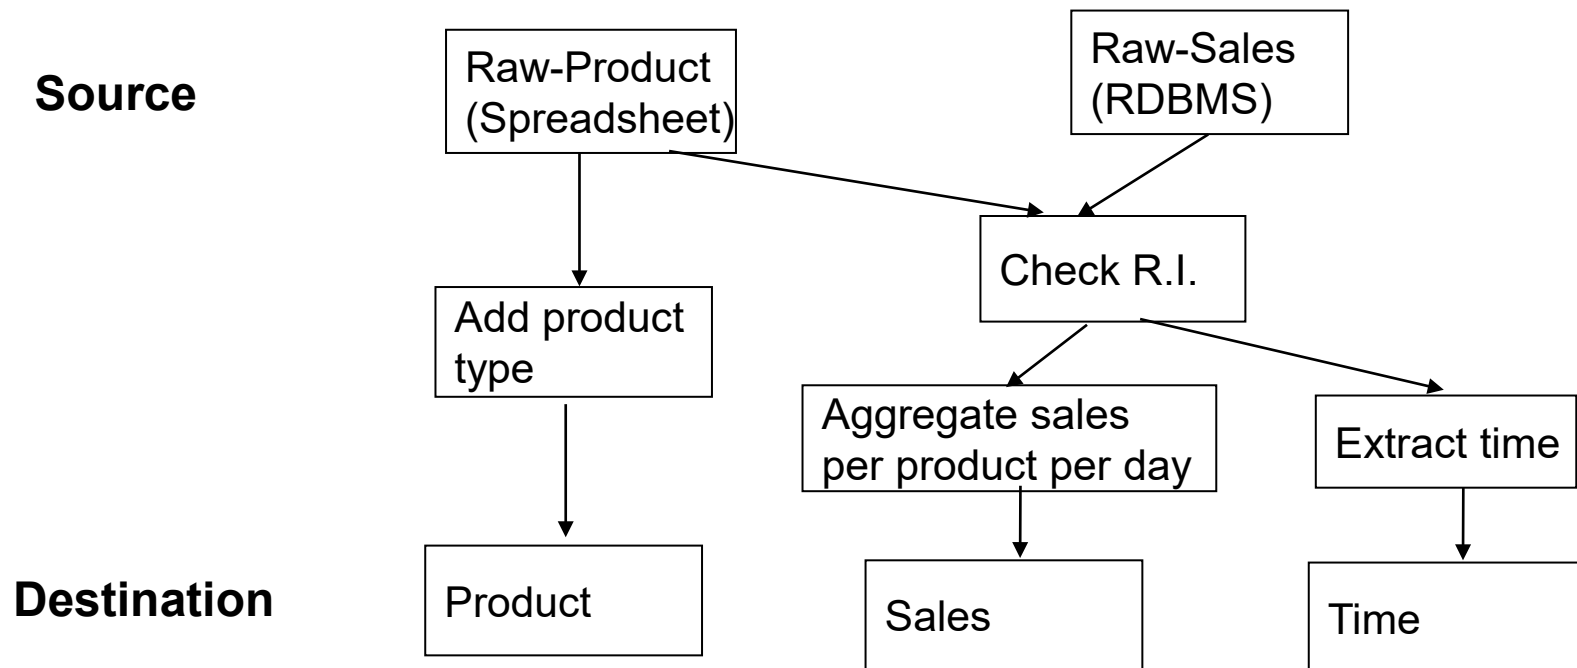 Source
Raw-Product
(Spreadsheet)
Raw-Sales
(RDBMS)
Check R.I.
Add product
type
Aggregate sales
per product per day
Extract time
Destination
Product
Sales
Time